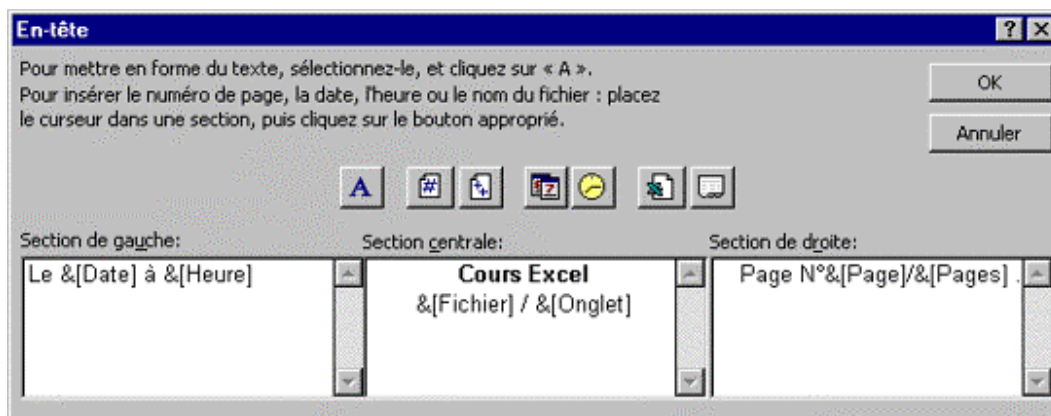 En-tête
Pour mettre en forme du texte, sélectionnez-le, et cliquez sur « A ».
Pour insérer le numéro de page, la date, l'heure ou le nom du fichier : placez
le curseur dans une section, puis cliquez sur le bouton approprié.
OK
Annuler
A
Section de gauche:
Section centrale:
Section de droite:
Le &[Date] à &[Heure]
Cours Excel
&[Fichier] / &[Onglet]
Page N°&[Page]/&[Pages] .